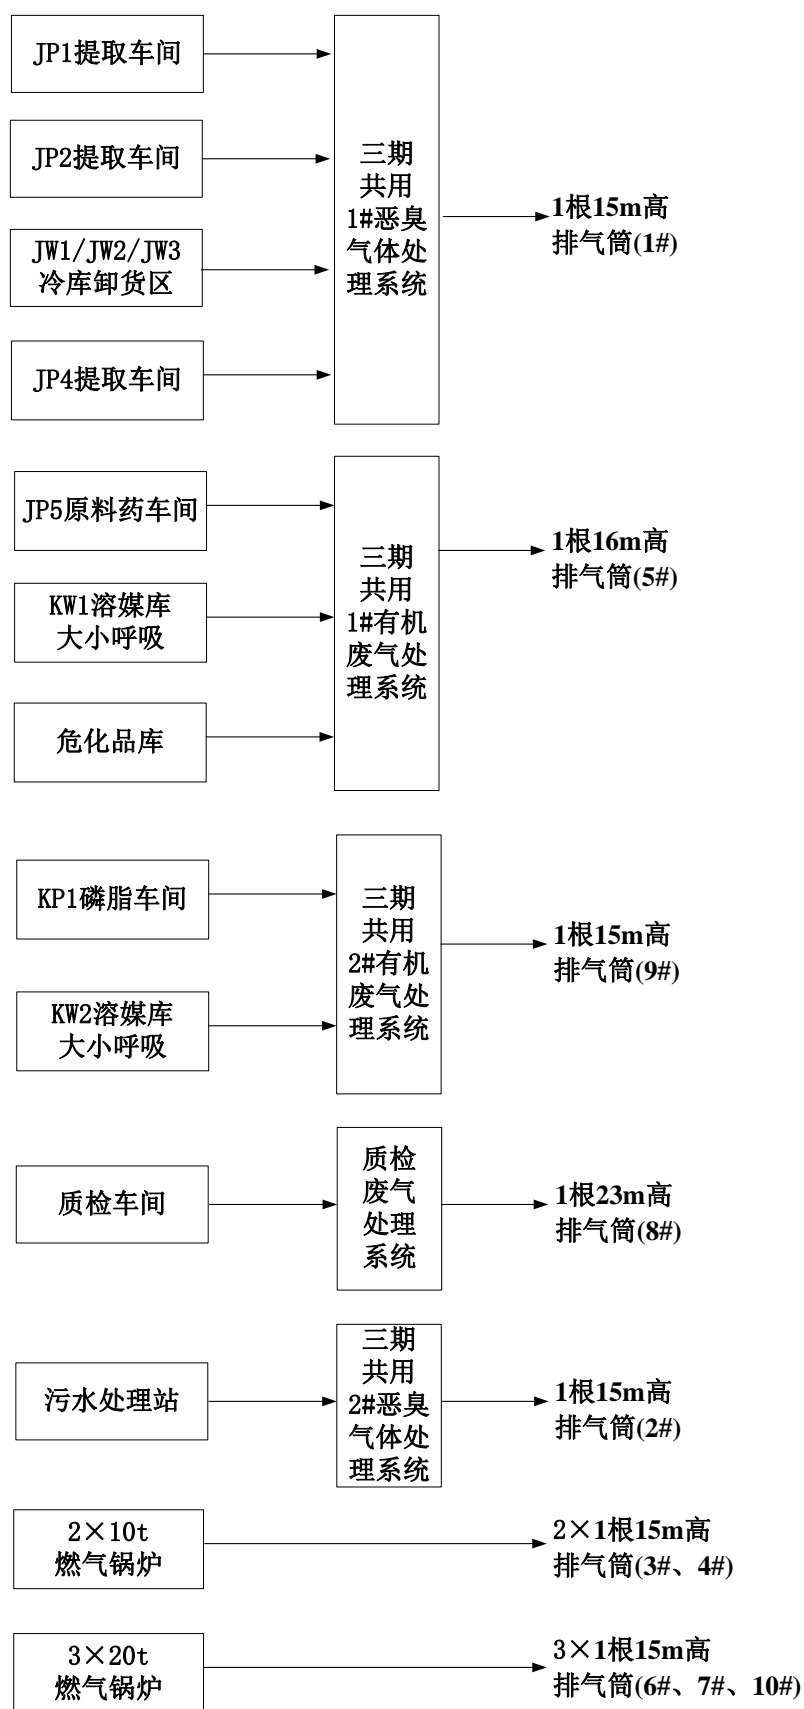 JP1提取车间
JP2提取车间
JW1/JW2/JW3
冷库卸货区
JP4提取车间
三期
共用
1#恶臭
气体处
理系统
1根15m高
排气筒(1#)
JP5原料药车间
KW1溶媒库
大小呼吸
危化品库
三期
共用
1#有机
废气处
理系统
1根16m高
排气筒(5#)
KP1磷脂车间
KW2溶媒库
大小呼吸
三期
共用
2#有机
废气处
理系统
1根15m高
排气筒(9#)
质检车间
质检
废气
处理
系统
1根23m高
排气筒(8#)
污水处理站
三期
共用
2#恶臭
气体处
理系统
1根15m高
排气筒(2#)
2×10t
燃气锅炉
2×1根15m高
排气筒(3#、4#)
3×20t
燃气锅炉
3×1根15m高
排气筒(6#、7#、10#)